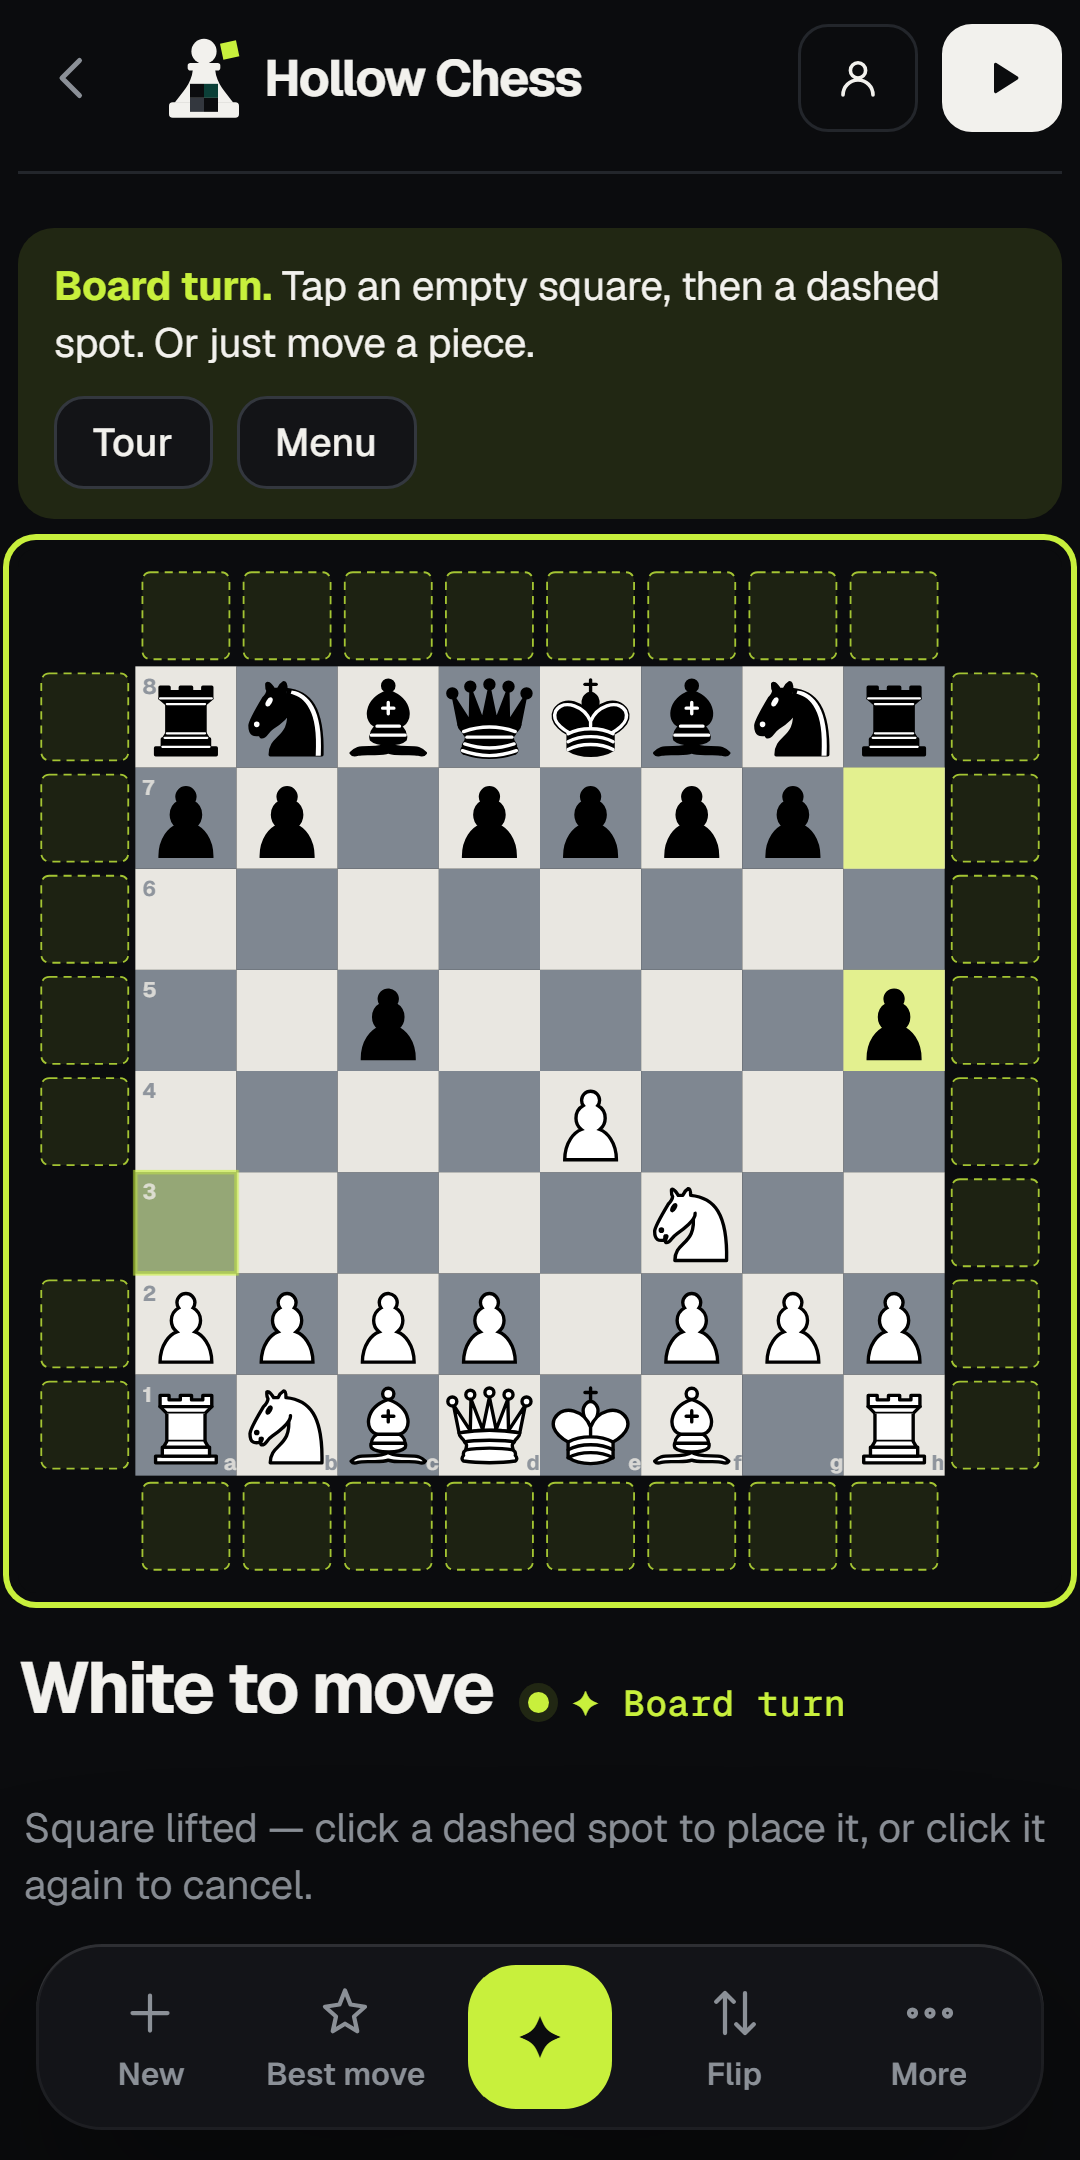 Hollow Chess
Board turn. Tap an empty square, then a dashed
spot. Or just move a piece.
Tour Menu
8
7
6
5
4
3
2
1
a b c d e f g h
White to move
Board turn
Square lifted — click a dashed spot to place it, or click it
again to cancel.
New Best move Flip More